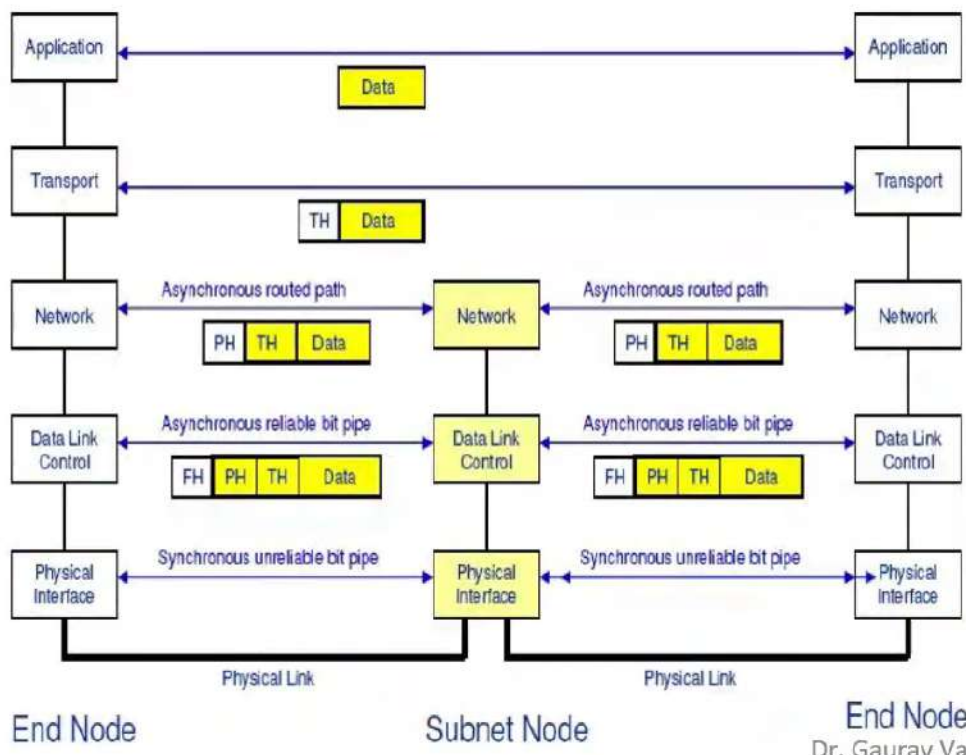 Application
Application
Data
Transport
Transport
TH Data
Asynchronous routed path
Asynchronous routed path
Network
Network
Network
PH TH Data
PH TH Data
Asynchronous reliable bit pipe
Asynchronous reliable bit pipe
Data Link
Control
Data Link
Control
Data Link
Control
FH PH TH Data
FH PH TH Data
Synchronous unreliable bit pipe
Synchronous unreliable bit pipe
Physical
Interface
Physical
Interface
Physical
Interface
Physical Link
Physical Link
End Node
Subnet Node
End Node
Dr. Gaurav Va